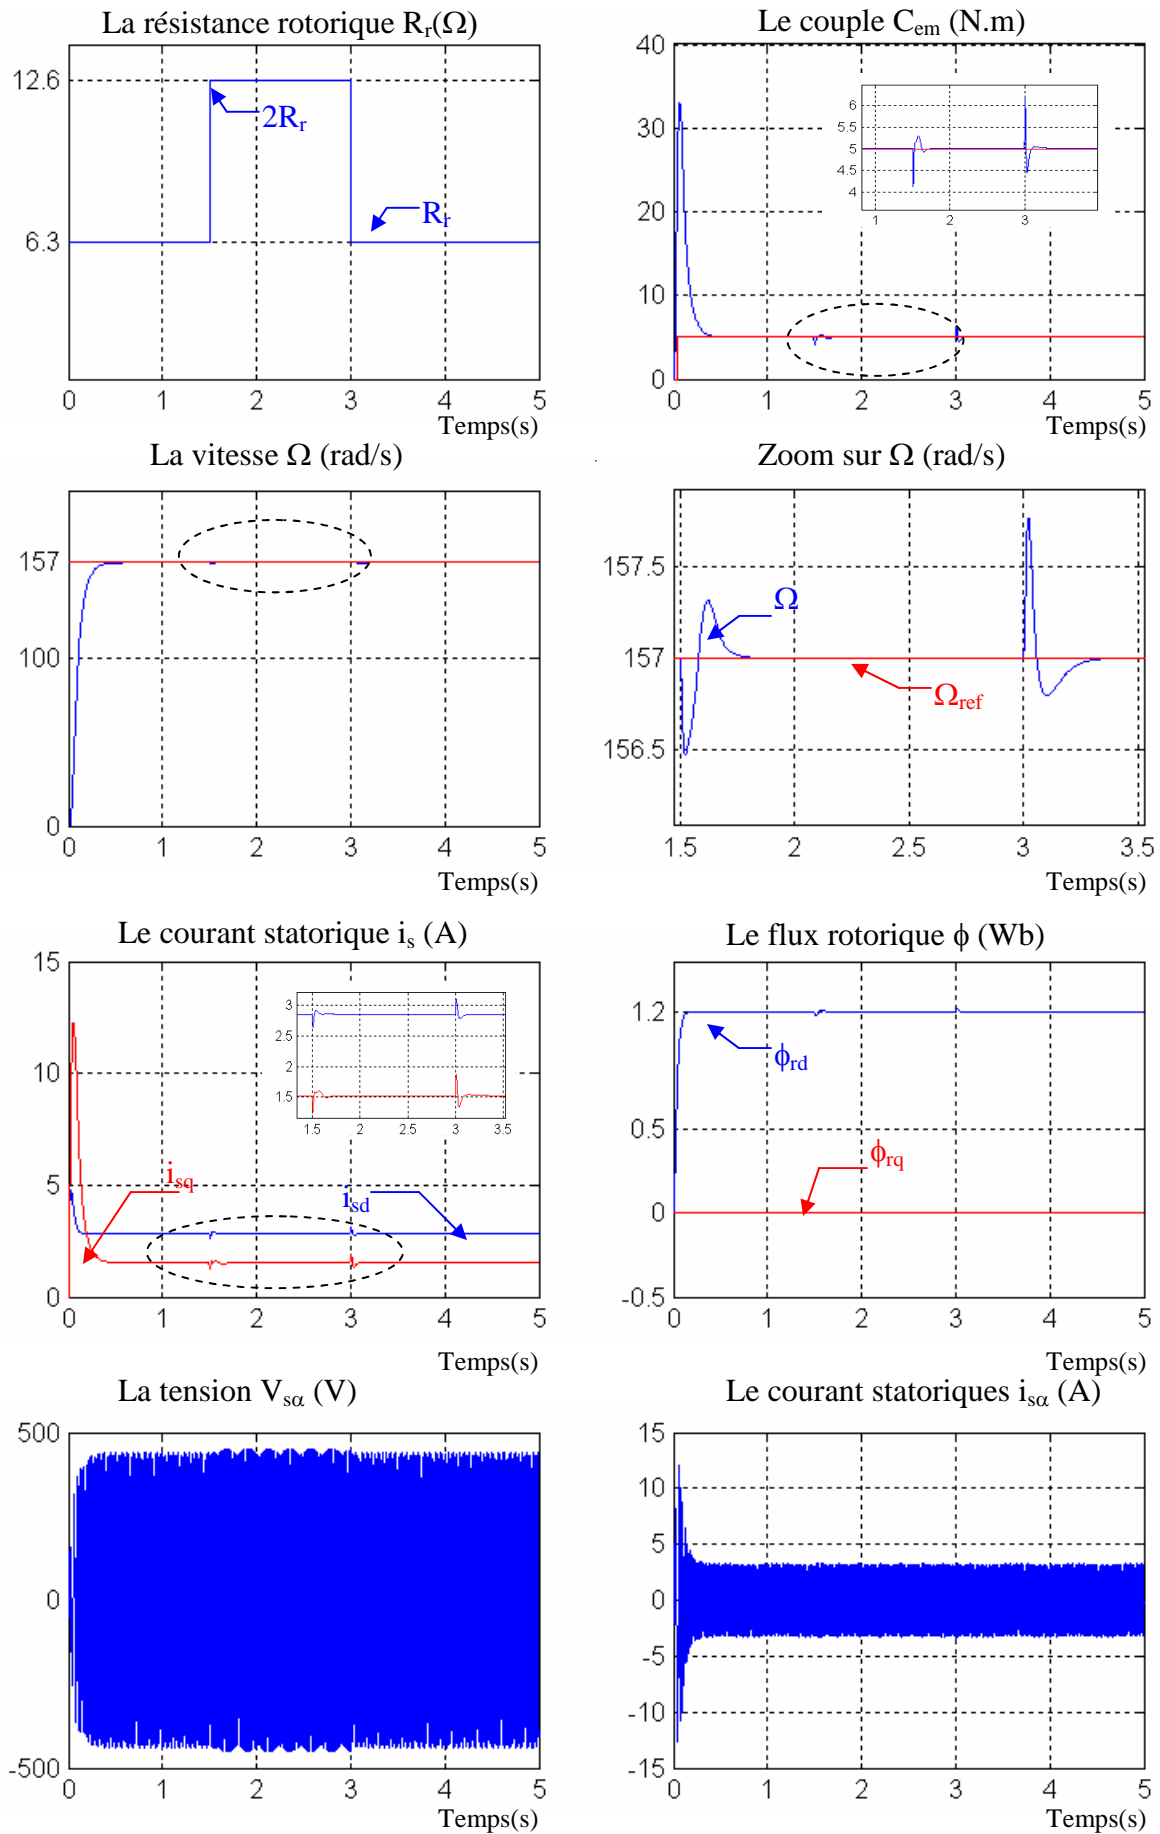 La résistance rotorique Rr(Ω)
12.6
6.3
2Rr
Rr
0 1 2 3 4 5
Temps(s)
Le couple Cem (N.m)
40
30
20
10
0
6
5.5
5
4.5
4
1 2 3
0 1 2 3 4 5
Temps(s)
La vitesse Ω (rad/s)
157
100
0
0 1 2 3 4 5
Temps(s)
Zoom sur Ω (rad/s)
157.5
157
156.5
Ω
Ωref
1.5 2 2.5 3 3.5
Temps(s)
Le courant statorique is (A)
15
10
5
0
3
2.5
2
1.5
1.5 2 2.5 3 3.5
isq
isd
0 1 2 3 4 5
Temps(s)
Le flux rotorique ϕ (Wb)
1.2
0.5
0
-0.5
ϕrd
ϕrq
0 1 2 3 4 5
Temps(s)
La tension Vsα (V)
500
0
-500
0 1 2 3 4 5
Temps(s)
Le courant statoriques isα (A)
15
10
5
0
-5
-10
-15
0 1 2 3 4 5
Temps(s)